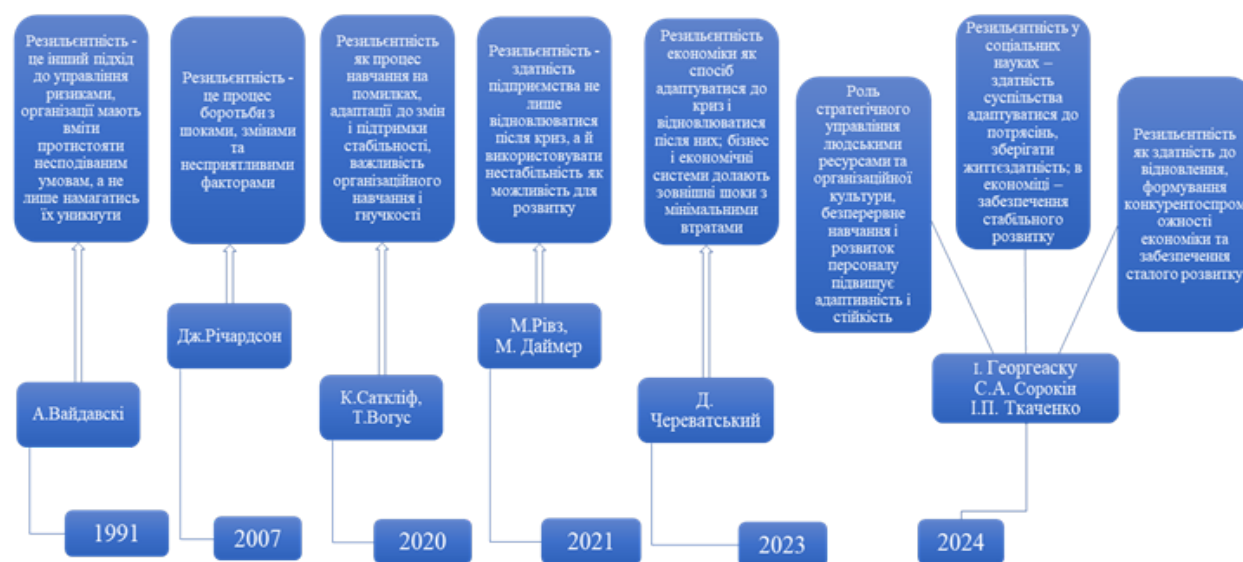 Резильєнтність -
це інший підхід
до управління
ризиками,
організації мають
вміти
протистояти
несподіваним
умовам, а не
лише намагатись
їх уникнути
Резильєнтність -
це процес
боротьби з
шоками, змінами
та
несприятливими
факторами
Резильєнтність
як процес
навчання на
помилках,
адаптації до змін
і підтримки
стабільності,
важливість
організаційного
навчання і
гнучкості
Резильєнтність -
здатність
підприємства не
лише
відновлюватися
після криз, а й
використовувати
нестабільність як
можливість для
розвитку
Резильєнтність
економіки як
спосіб
адаптуватися до
криз і
відновлюватися
після них; бізнес
і економічні
системи долають
зовнішні шоки з
мінімальними
втратами
Роль
стратегічного
управління
людськими
ресурсами та
організаційної
культури,
безперервне
навчання і
розвиток
персоналу
підвищує
адаптивність і
стійкість
Резильєнтність у
соціальних
науках –
здатність
суспільства
адаптуватися до
потрясінь,
зберігати
життєздатність; в
економіці –
забезпечення
стабільного
розвитку
Резильєнтність
як здатність до
відновлення,
формування
конкурентоспром
ожності
економіки та
забезпечення
сталого розвитку
А.Вайдавскі
Дж.Річардсон
К.Саткліф,
Т.Вогус
М.Рівз,
М. Даймер
Д.
Череватський
І. Георгеаску
С.А. Сорокін
І.П. Ткаченко
1991
2007
2020
2021
2023
2024